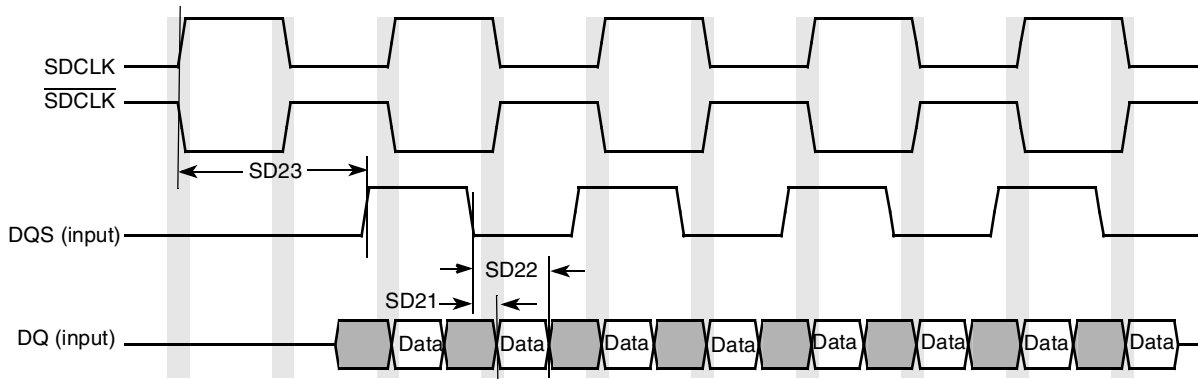 SDCLK
SDCLK
SD23
DQS (input)
SD22
SD21
DQ (input)
Data Data Data Data Data Data Data Data